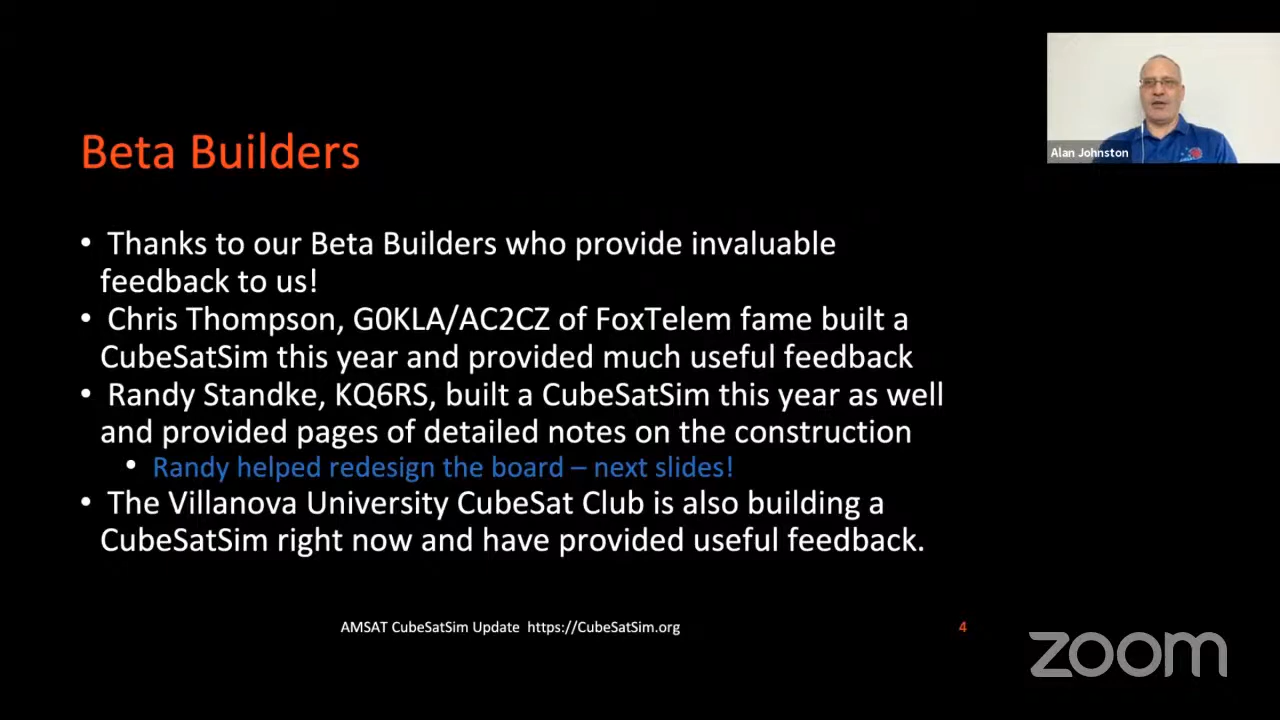 Alan Johnston
Beta Builders
• Thanks to our Beta Builders who provide invaluable
feedback to us!
• Chris Thompson, G0KLA/AC2CZ of FoxTelem fame built a
CubeSatSim this year and provided much useful feedback
• Randy Standke, KQ6RS, built a CubeSatSim this year as well
and provided pages of detailed notes on the construction
• Randy helped redesign the board – next slides!
• The Villanova University CubeSat Club is also building a
CubeSatSim right now and have provided useful feedback.
AMSAT CubeSatSim Update https://CubeSatSim.org
4
zoom